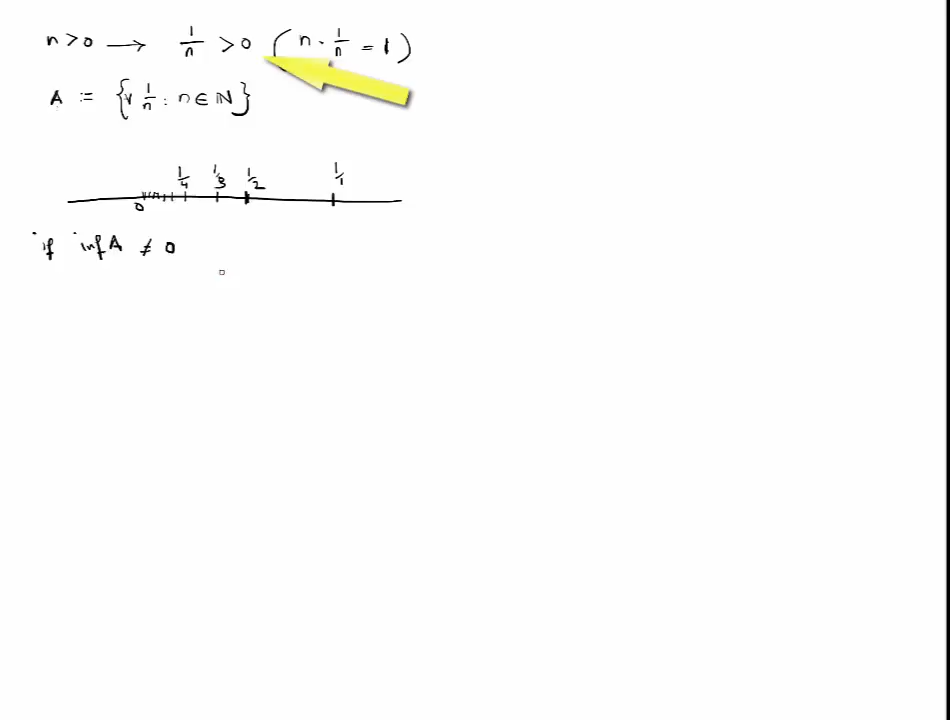 n > 0 ⟶ 1/n > 0 ( n · 1/n = 1 )
A := { 1/n : n ∈ ℕ }
1/4 1/3 1/2 1/1
0
if inf A ≠ 0